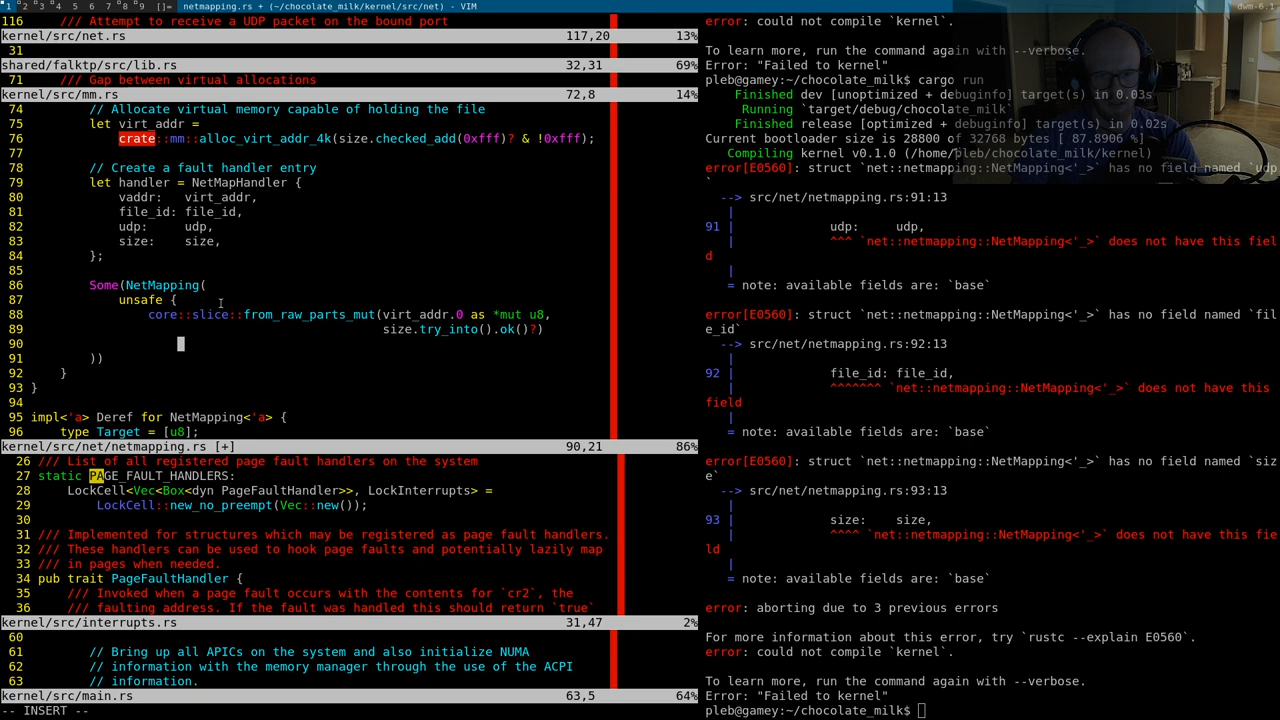 1 2 3 4 5 6 7 8 9 []= netmapping.rs + (~/chocolate_milk/kernel/src/net) - VIM dwm-6.1
116 /// Attempt to receive a UDP packet on the bound port
kernel/src/net.rs 117,20 13%
31
shared/falktp/src/lib.rs 32,31 69%
71 /// Gap between virtual allocations
kernel/src/mm.rs 72,8 14%
74 // Allocate virtual memory capable of holding the file
75 let virt_addr =
76 crate::mm::alloc_virt_addr_4k(size.checked_add(0xfff)? & !0xfff);
77
78 // Create a fault handler entry
79 let handler = NetMapHandler {
80 vaddr: virt_addr,
81 file_id: file_id,
82 udp: udp,
83 size: size,
84 };
85
86 Some(NetMapping(
87 unsafe {
88 core::slice::from_raw_parts_mut(virt_addr.0 as *mut u8,
89 size.try_into().ok()?)
90
91 ))
92 }
93 }
94
95 impl<'a> Deref for NetMapping<'a> {
96 type Target = [u8];
kernel/src/net/netmapping.rs [+] 90,21 86%
26 /// List of all registered page fault handlers on the system
27 static PAGE_FAULT_HANDLERS:
28 LockCell<Vec<Box<dyn PageFaultHandler>>, LockInterrupts> =
29 LockCell::new_no_preempt(Vec::new());
30
31 /// Implemented for structures which may be registered as page fault handlers.
32 /// These handlers can be used to hook page faults and potentially lazily map
33 /// in pages when needed.
34 pub trait PageFaultHandler {
35 /// Invoked when a page fault occurs with the contents for `cr2`, the
36 /// faulting address. If the fault was handled this should return `true`
kernel/src/interrupts.rs 31,47 2%
60
61 // Bring up all APICs on the system and also initialize NUMA
62 // information with the memory manager through the use of the ACPI
63 // information.
kernel/src/main.rs 63,5 64%
-- INSERT --
error: could not compile `kernel`.

To learn more, run the command again with --verbose.
Error: "Failed to kernel"
pleb@gamey:~/chocolate_milk$ cargo run
Finished dev [unoptimized + debuginfo] target(s) in 0.03s
Running `target/debug/chocolate_milk`
Finished release [optimized + debuginfo] target(s) in 0.02s
Current bootloader size is 28800 of 32768 bytes [ 87.8906 %]
Compiling kernel v0.1.0 (/home/pleb/chocolate_milk/kernel)
error[E0560]: struct `net::netmapping::NetMapping<'_>` has no field named `udp
`
--> src/net/netmapping.rs:91:13
|
91 | udp: udp,
| ^^^ `net::netmapping::NetMapping<'_>` does not have this fiel
d
|
= note: available fields are: `base`

error[E0560]: struct `net::netmapping::NetMapping<'_>` has no field named `fil
e_id`
--> src/net/netmapping.rs:92:13
|
92 | file_id: file_id,
| ^^^^^^^ `net::netmapping::NetMapping<'_>` does not have this
field
|
= note: available fields are: `base`

error[E0560]: struct `net::netmapping::NetMapping<'_>` has no field named `siz
e`
--> src/net/netmapping.rs:93:13
|
93 | size: size,
| ^^^^ `net::netmapping::NetMapping<'_>` does not have this fie
ld
|
= note: available fields are: `base`

error: aborting due to 3 previous errors

For more information about this error, try `rustc --explain E0560`.
error: could not compile `kernel`.

To learn more, run the command again with --verbose.
Error: "Failed to kernel"
pleb@gamey:~/chocolate_milk$